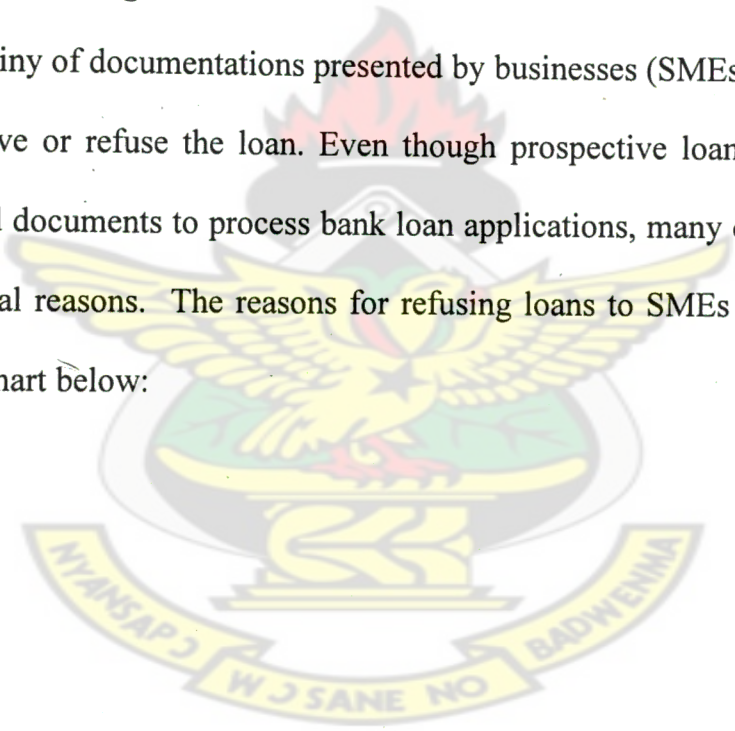 iny of documentations presented by businesses (SMEs
ve or refuse the loan. Even though prospective loan
documents to process bank loan applications, many
al reasons. The reasons for refusing loans to SMEs
hart below:
NYANSAPƆ WƆSANE NO BADWENMA